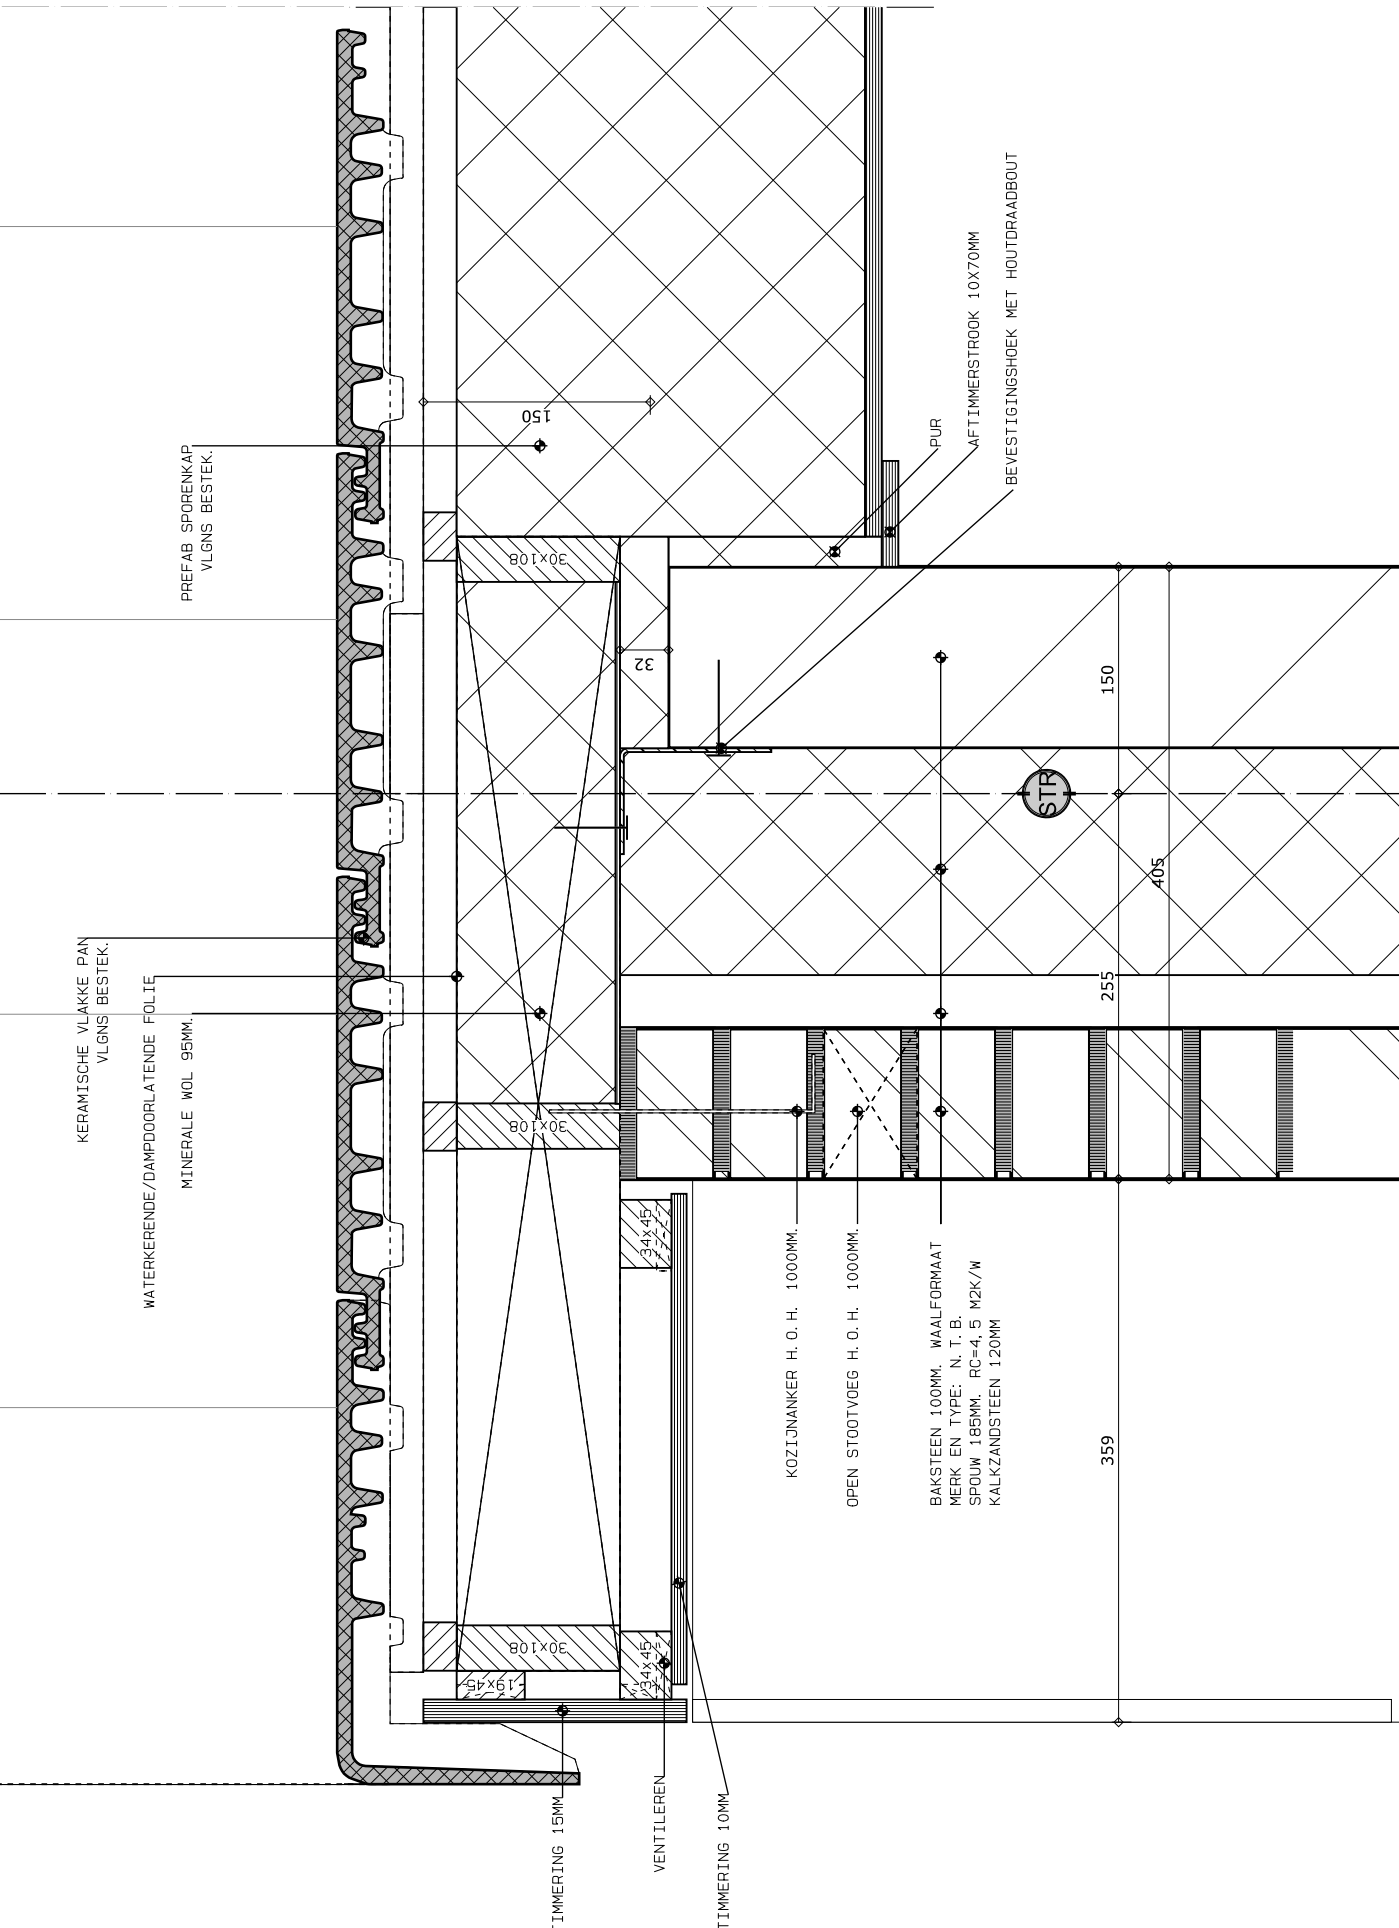 KERAMISCHE VLAKKE PAN
VLGNS BESTEK.
WATERKERENDE/DAMPDOORLATENDE FOLIE
MINERALE WOL 95MM.
PREFAB SPORENKAP
VLGNS BESTEK.
150
30x108
32
30x108
30x108
19x45
34x45
34x45
TIMMERING 15MM
VENTILEREN
TIMMERING 10MM
KOZIJNANKER H.O.H. 1000MM.
OPEN STOOTVOEG H.O.H. 1000MM.
BAKSTEEN 100MM. WAALFORMAAT
MERK EN TYPE: N.T.B.
SPOUW 185MM. RC=4,5 M2K/W
KALKZANDSTEEN 120MM
PUR
AFTIMMERSTROOK 10X70MM
BEVESTIGINGSHOEK MET HOUTDRAADBOUT
STR
359
255
150
405